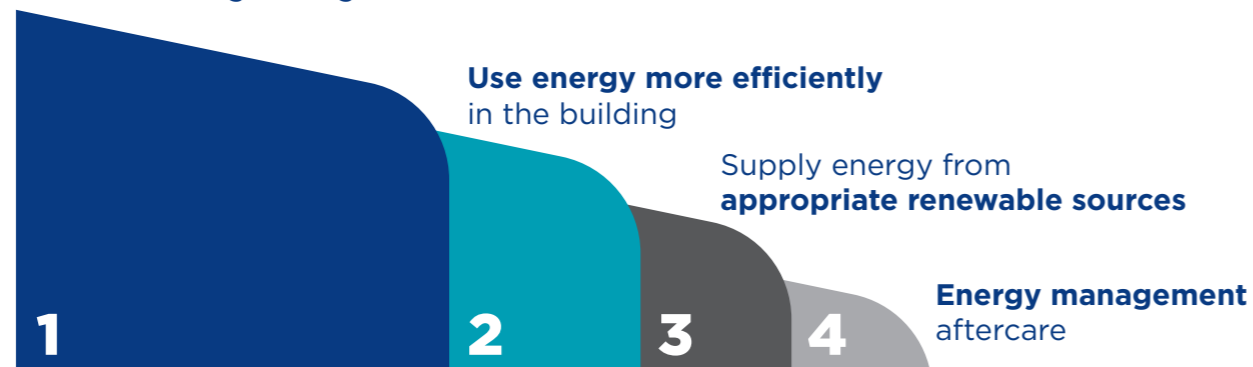 Use energy more efficiently
in the building
Supply energy from
appropriate renewable sources
Energy management
aftercare
1
2
3
4